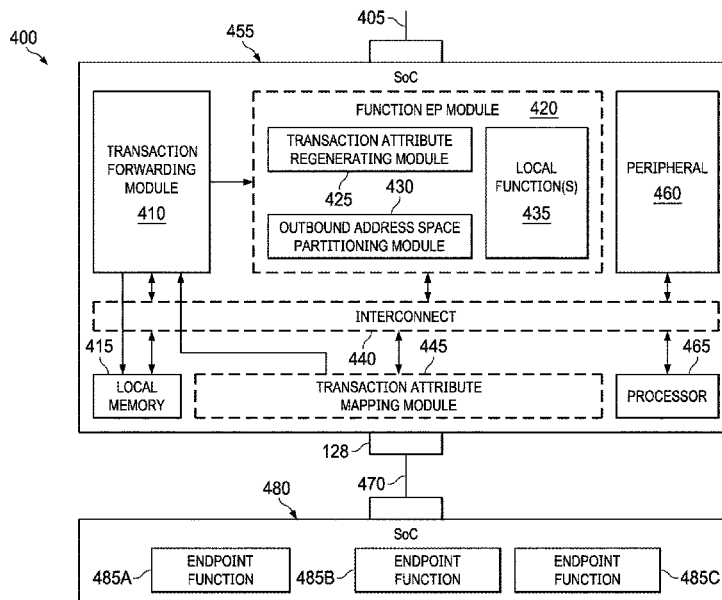 400
405
455
SoC
TRANSACTION
FORWARDING
MODULE
410
FUNCTION EP MODULE
420
TRANSACTION ATTRIBUTE
REGENERATING MODULE
425
430
OUTBOUND ADDRESS SPACE
PARTITIONING MODULE
LOCAL
FUNCTION(S)
435
PERIPHERAL
460
INTERCONNECT
415
440
445
465
LOCAL
MEMORY
TRANSACTION ATTRIBUTE
MAPPING MODULE
PROCESSOR
128
470
480
SoC
485A
ENDPOINT
FUNCTION
485B
ENDPOINT
FUNCTION
ENDPOINT
FUNCTION
485C